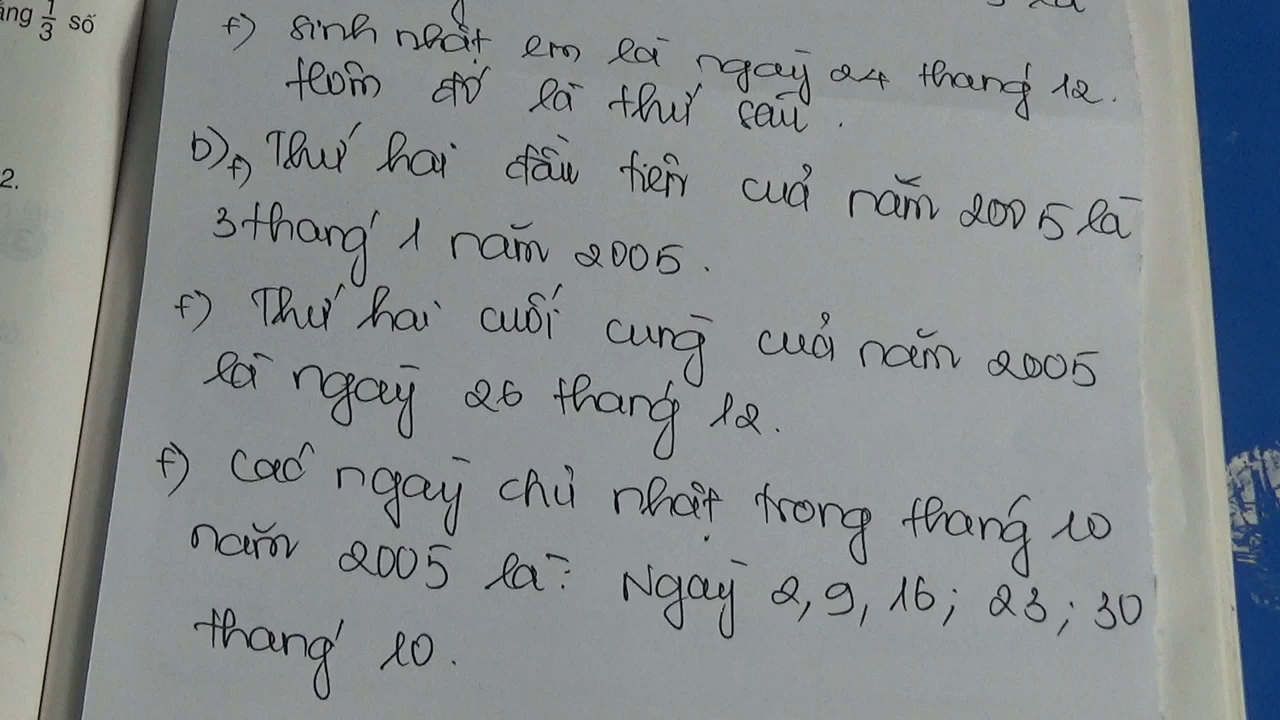 1/3 số
2.
+) sinh nhật em là ngày 24 tháng 12.
hôm đó là thứ sáu.
b) +) Thứ hai đầu tiên của năm 2005 là
3 tháng 1 năm 2005.
+) Thứ hai cuối cùng của năm 2005
là ngày 26 tháng 12.
+) Các ngày chủ nhật trong tháng 10
năm 2005 là: Ngày 2, 9, 16; 23; 30
tháng 10.